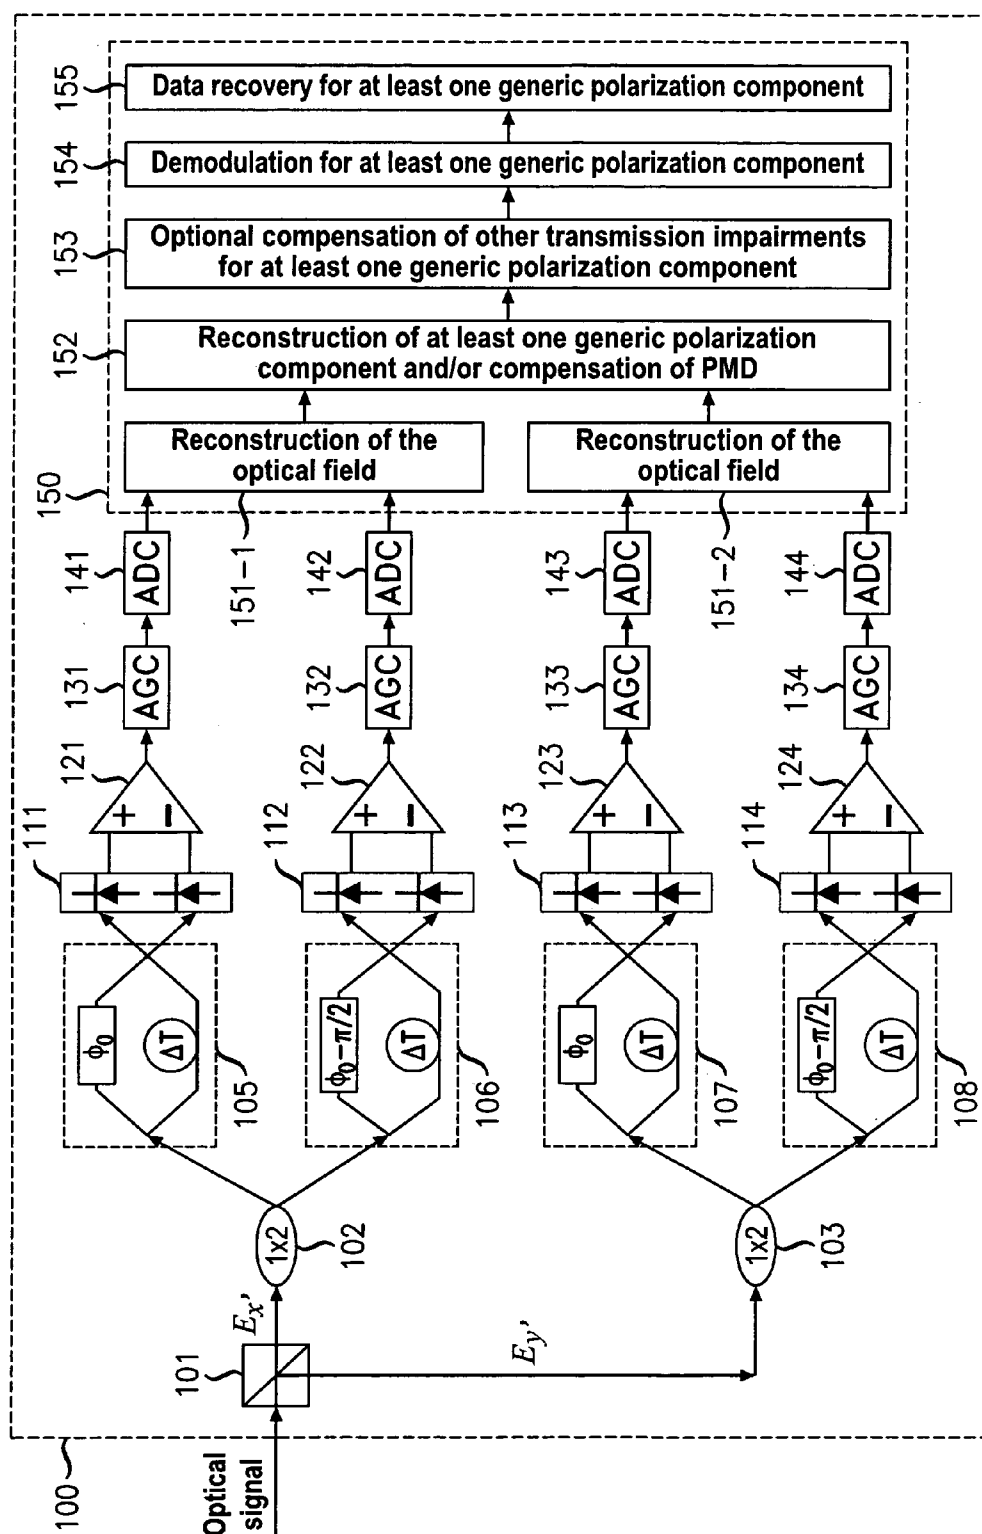 100
Optical
signal
101
Ex'
Ey'
1x2
102
1x2
103
ϕ0
ΔT
105
ϕ0-π/2
ΔT
106
ϕ0
ΔT
107
ϕ0-π/2
ΔT
108
111
112
113
114
+
−
121
+
−
122
+
−
123
+
−
124
131
AGC
132
AGC
133
AGC
134
AGC
141
ADC
142
ADC
143
ADC
144
ADC
150
151-1
Reconstruction of the
optical field
151-2
Reconstruction of the
optical field
152
Reconstruction of at least one generic polarization
component and/or compensation of PMD
153
Optional compensation of other transmission impairments
for at least one generic polarization component
154
Demodulation for at least one generic polarization component
155
Data recovery for at least one generic polarization component